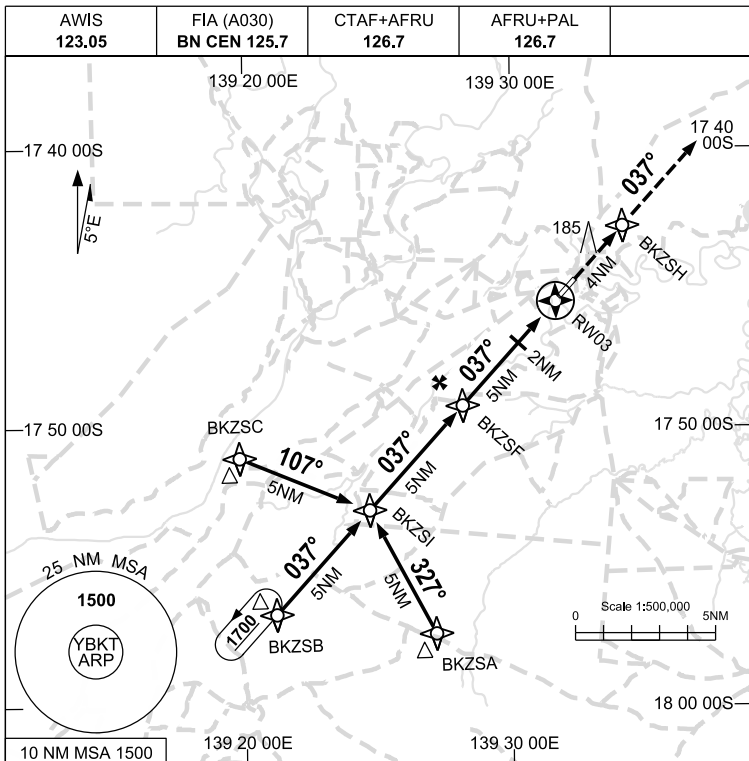 AWIS
123.05
FIA (A030)
BN CEN 125.7
CTAF+AFRU
126.7
AFRU+PAL
126.7
139 20 00E
139 30 00E
17 40 00S
17 40
00S
5°E
037°
185
BKZSH
4NM
RW03
037°
2NM
5NM
BKZSF
17 50 00S
17 50 00S
BKZSC
107°
5NM
037°
5NM
BKZSI
037°
5NM
327°
5NM
25 NM MSA
1500
YBKT
ARP
1700
BKZSB
BKZSA
Scale 1:500,000
0
5NM
18 00 00S
139 20 00E
139 30 00E
10 NM MSA 1500